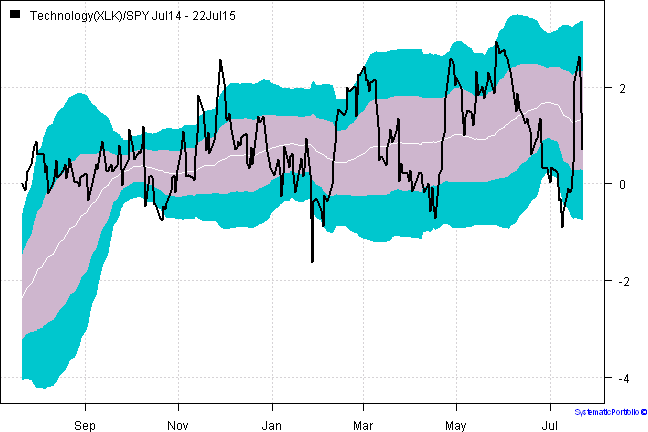 Technology(XLK)/SPY Jul14 - 22Jul15
2
0
-2
-4
Sep Nov Jan Mar May Jul
SystematicPortfolio ©